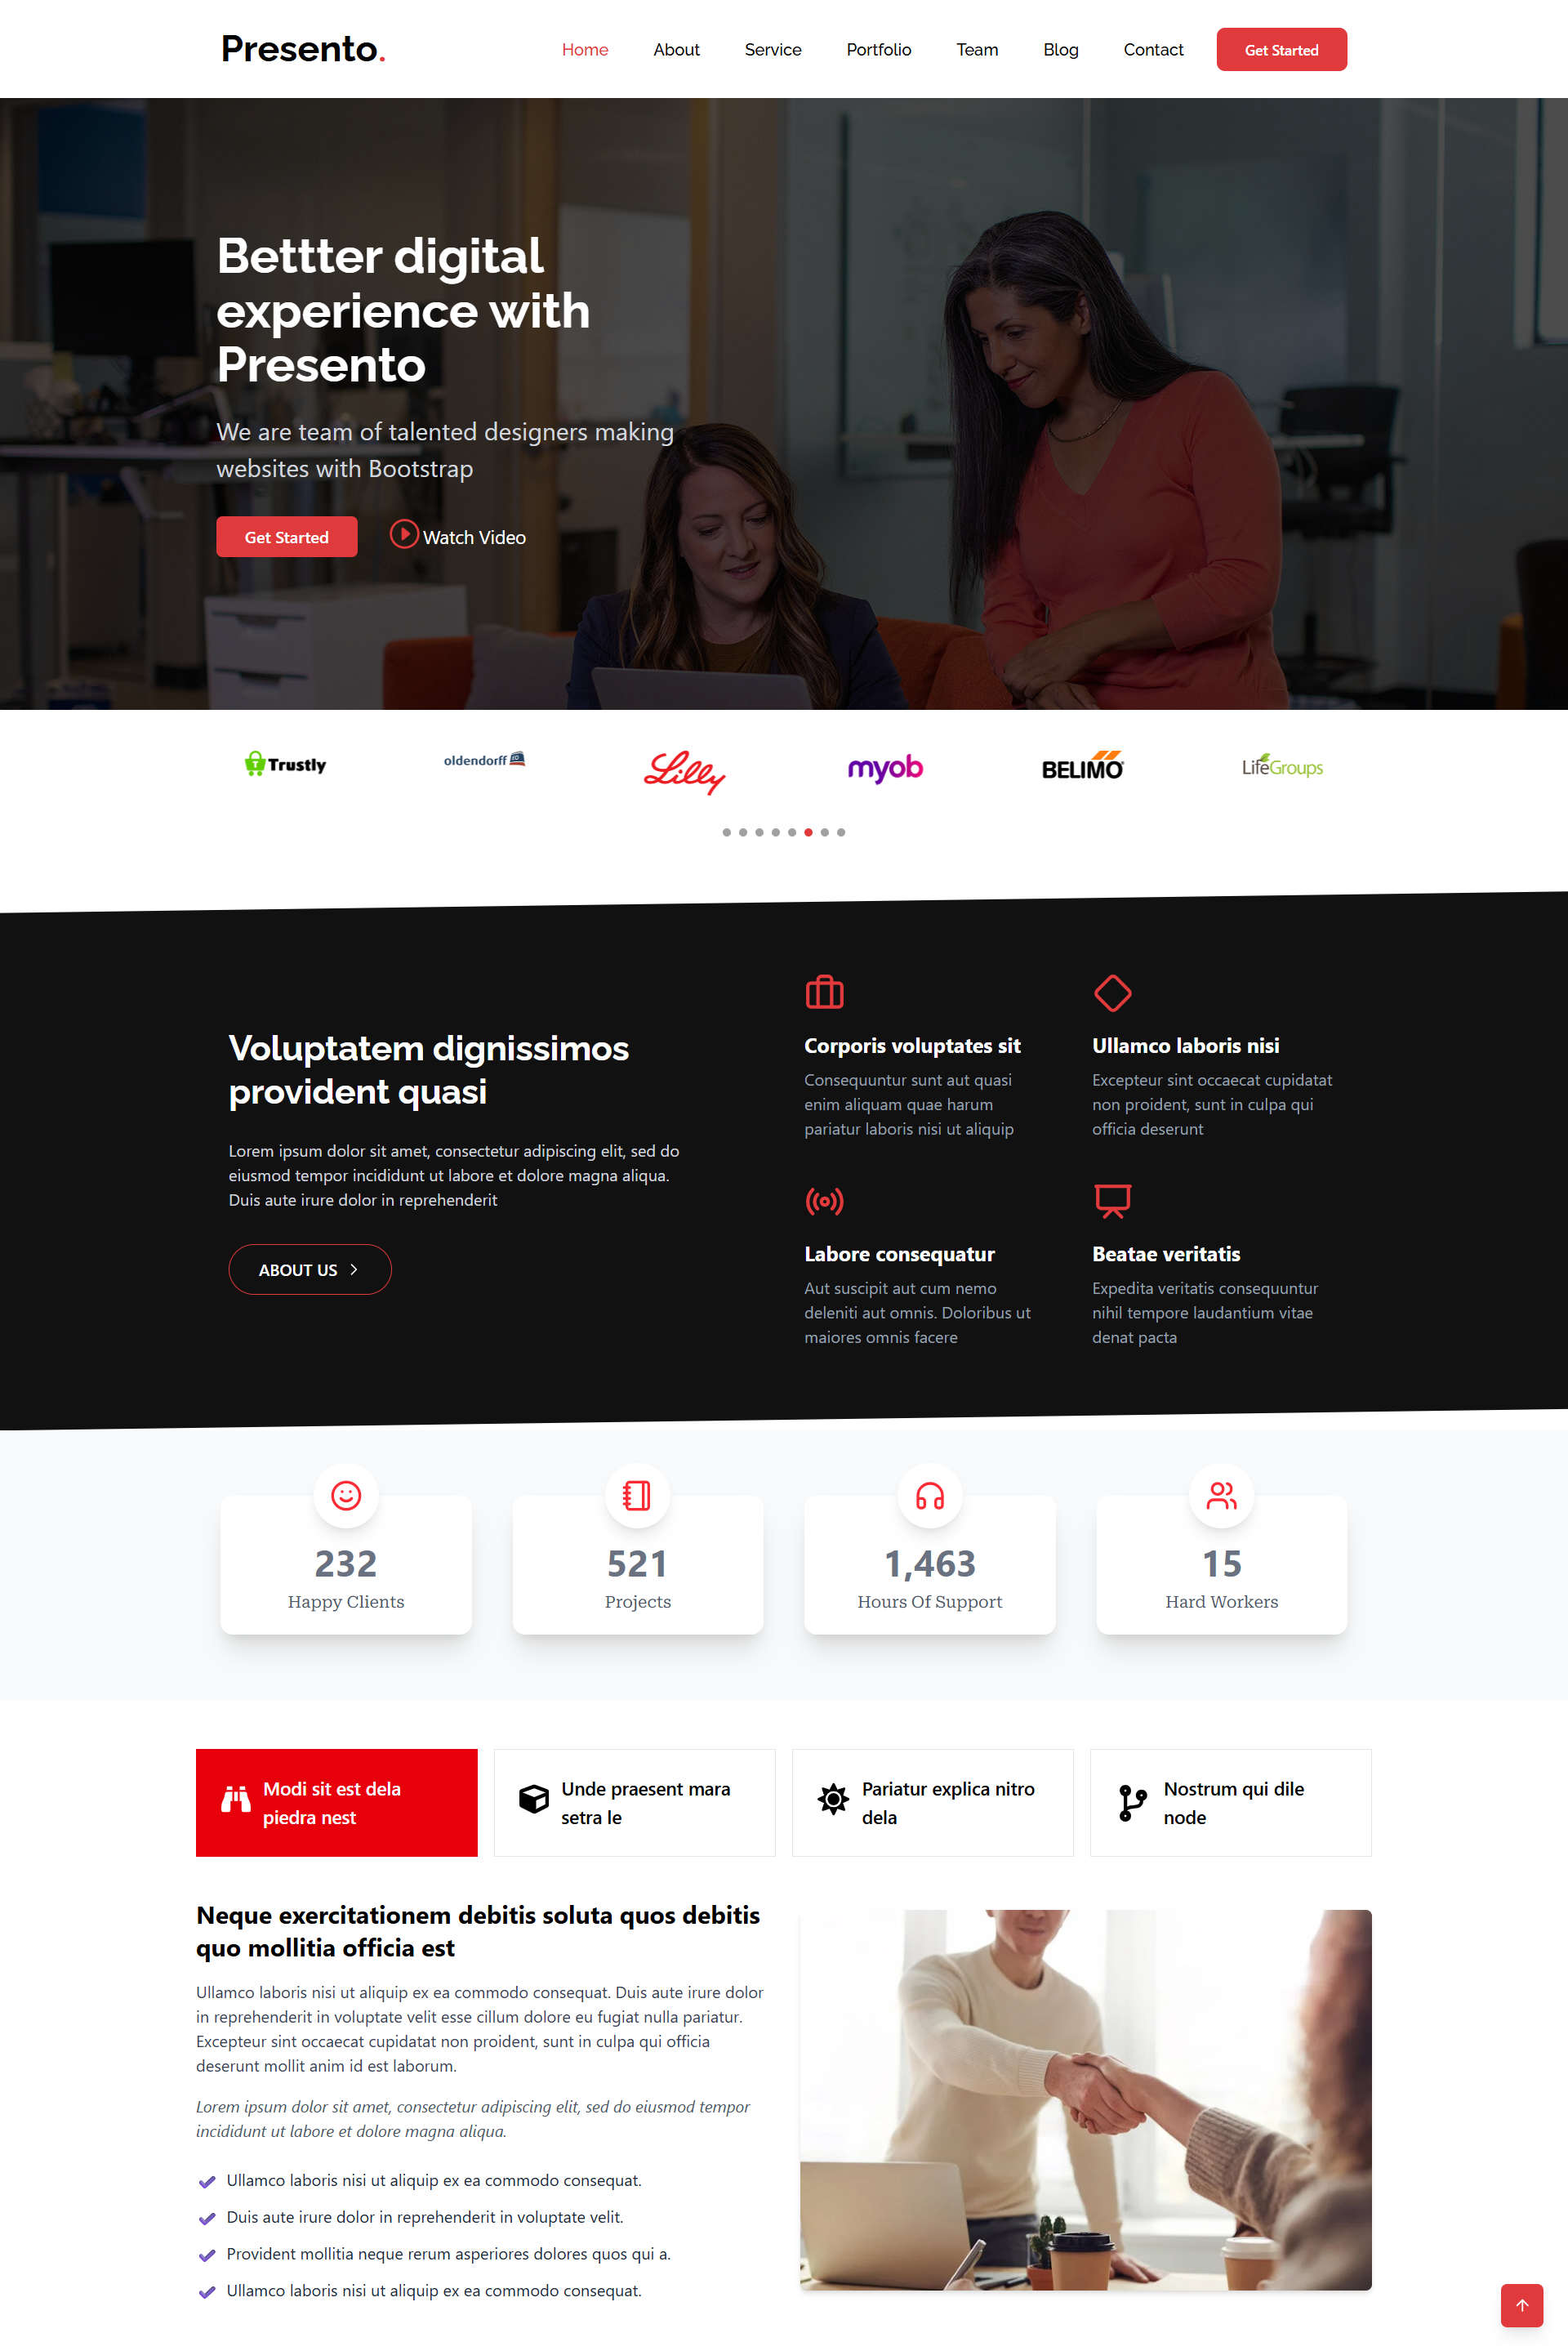 Presento.
Home
About
Service
Portfolio
Team
Blog
Contact
Get Started
Bettter digital
experience with
Presento
We are team of talented designers making
websites with Bootstrap
Get Started
Watch Video
Trustly
oldendorff
Lilly
myob
BELIMO
LifeGroups
Voluptatem dignissimos
provident quasi
Lorem ipsum dolor sit amet, consectetur adipiscing elit, sed do
eiusmod tempor incididunt ut labore et dolore magna aliqua.
Duis aute irure dolor in reprehenderit
ABOUT US
Corporis voluptates sit
Consequuntur sunt aut quasi
enim aliquam quae harum
pariatur laboris nisi ut aliquip
Ullamco laboris nisi
Excepteur sint occaecat cupidatat
non proident, sunt in culpa qui
officia deserunt
Labore consequatur
Aut suscipit aut cum nemo
deleniti aut omnis. Doloribus ut
maiores omnis facere
Beatae veritatis
Expedita veritatis consequuntur
nihil tempore laudantium vitae
denat pacta
232
Happy Clients
521
Projects
1,463
Hours Of Support
15
Hard Workers
Modi sit est dela
piedra nest
Unde praesent mara
setra le
Pariatur explica nitro
dela
Nostrum qui dile
node
Neque exercitationem debitis soluta quos debitis
quo mollitia officia est
Ullamco laboris nisi ut aliquip ex ea commodo consequat. Duis aute irure dolor
in reprehenderit in voluptate velit esse cillum dolore eu fugiat nulla pariatur.
Excepteur sint occaecat cupidatat non proident, sunt in culpa qui officia
deserunt mollit anim id est laborum.
Lorem ipsum dolor sit amet, consectetur adipiscing elit, sed do eiusmod tempor
incididunt ut labore et dolore magna aliqua.
Ullamco laboris nisi ut aliquip ex ea commodo consequat.
Duis aute irure dolor in reprehenderit in voluptate velit.
Provident mollitia neque rerum asperiores dolores quos qui a.
Ullamco laboris nisi ut aliquip ex ea commodo consequat.